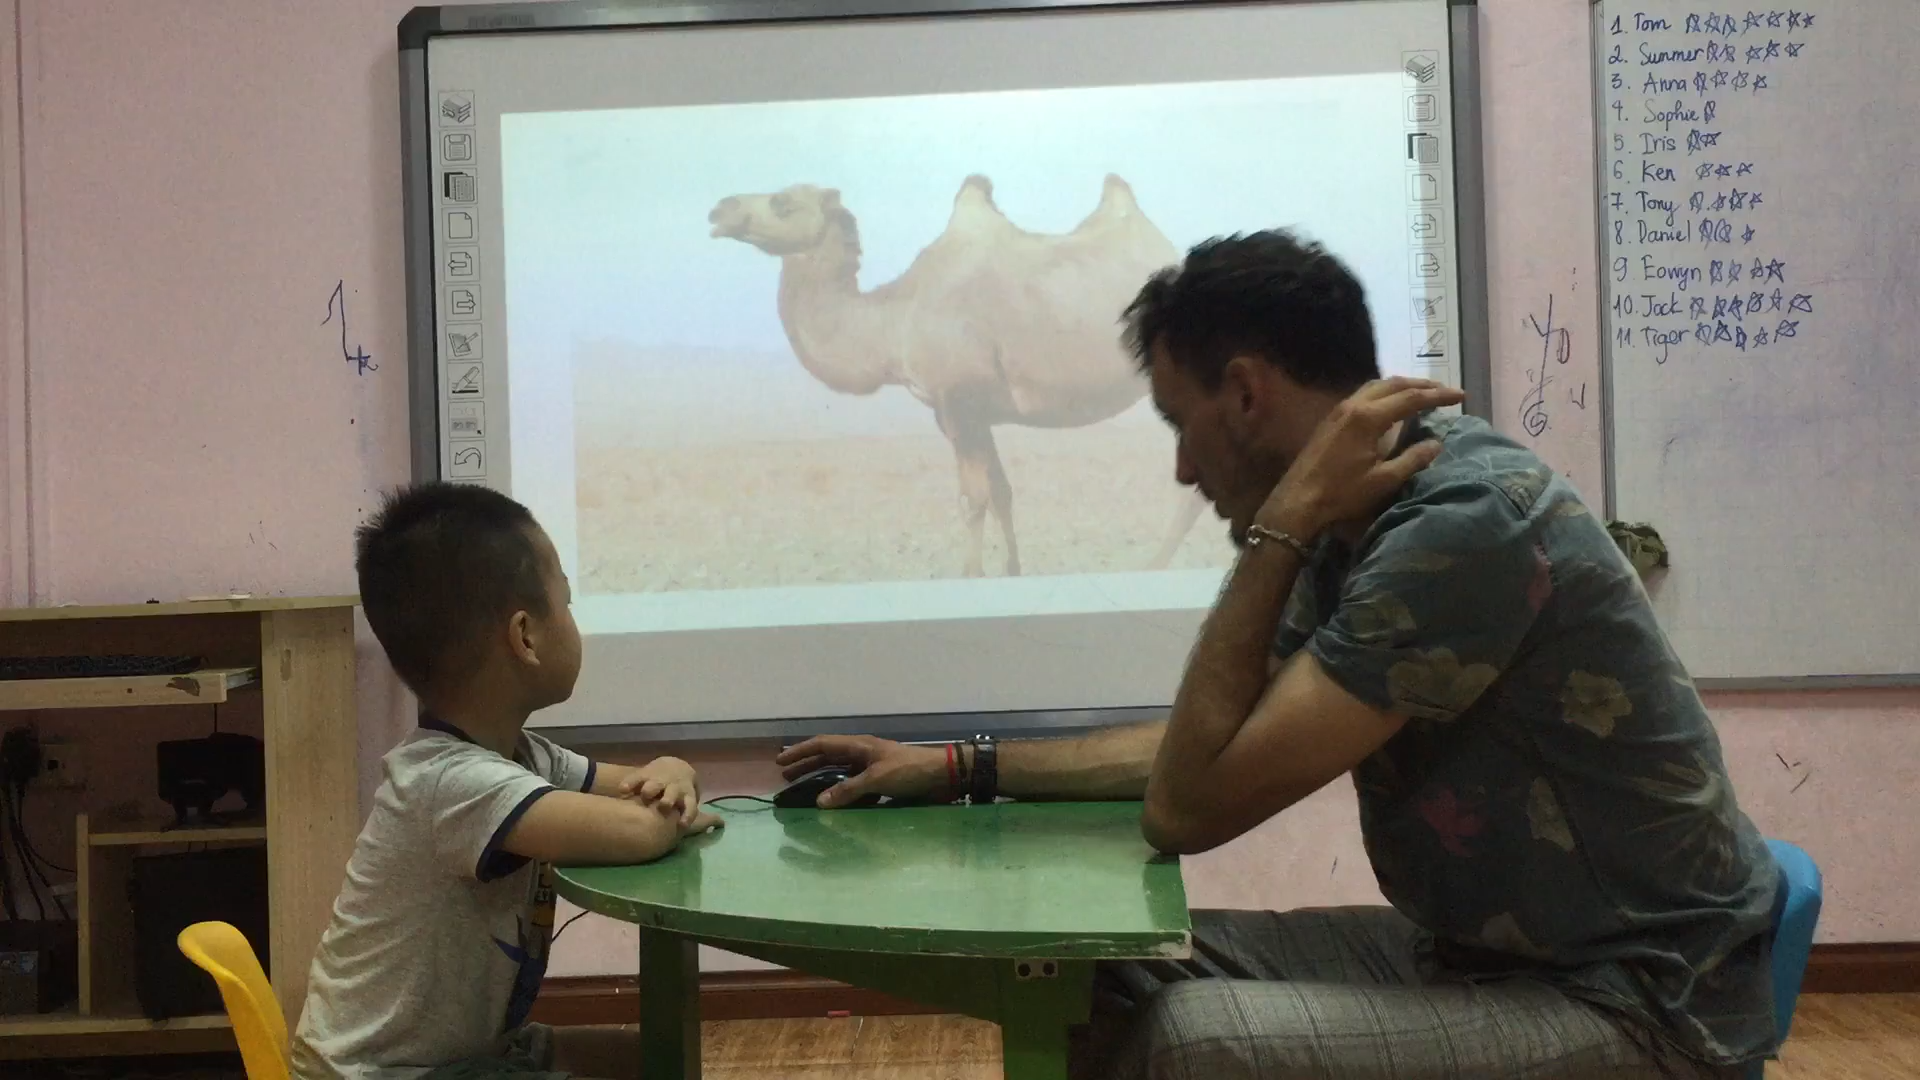 1. Tom
2. Summer
3. Anna
4. Sophie
5. Iris
6. Ken
7. Tony
8. Daniel
9 Eowyn
10. Jack
11. Tiger